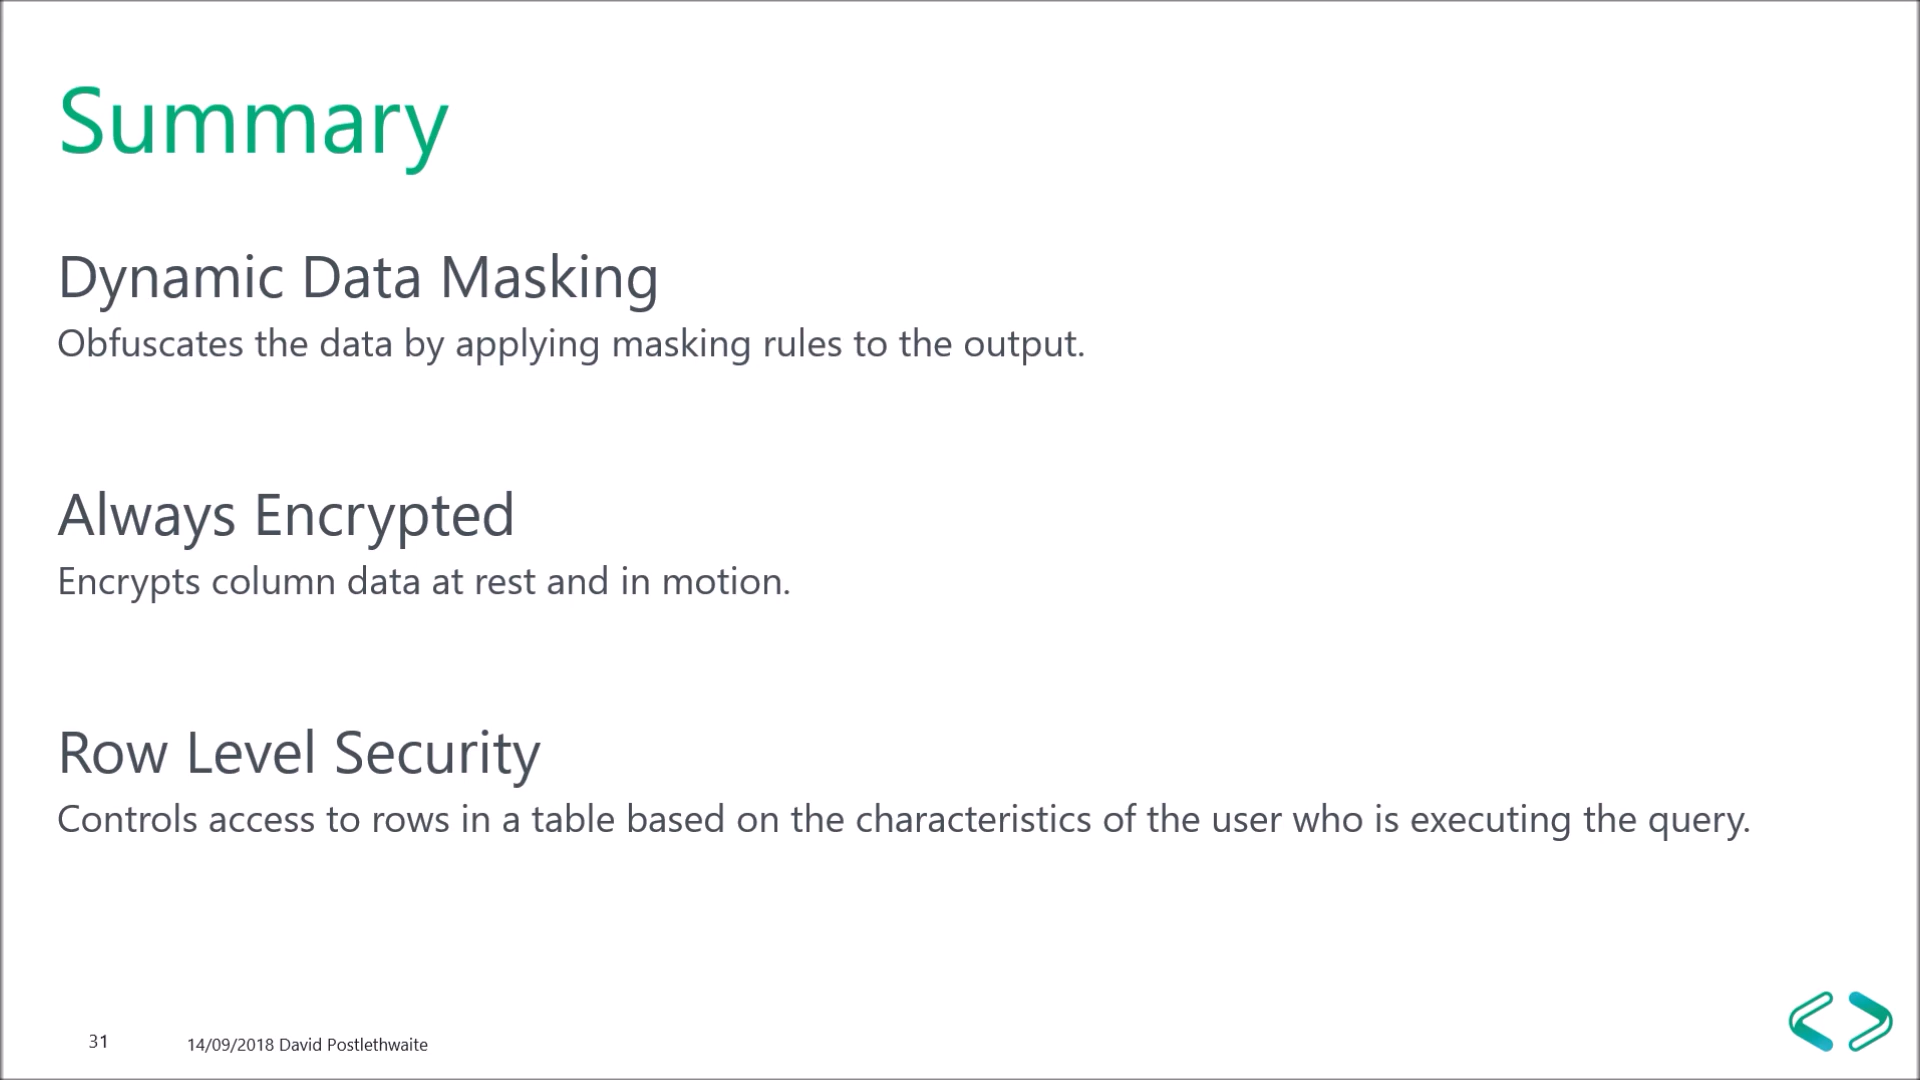 Summary
Dynamic Data Masking
Obfuscates the data by applying masking rules to the output.
Always Encrypted
Encrypts column data at rest and in motion.
Row Level Security
Controls access to rows in a table based on the characteristics of the user who is executing the query.
31
14/09/2018 David Postlethwaite